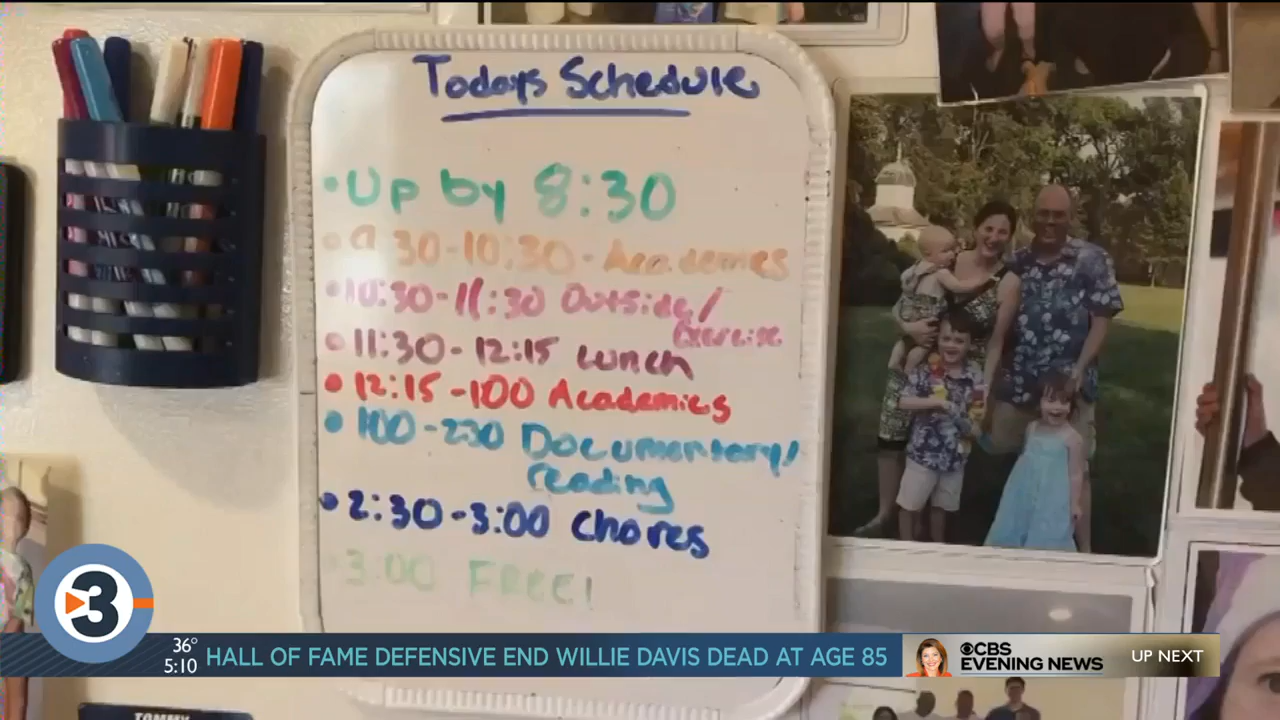 Todays Schedule
• Up by 8:30
• 9:30-10:30 - Academics
• 10:30-11:30 Outside/
Exercise
• 11:30-12:15 Lunch
• 12:15-100 Academics
• 100-230 Documentary/
reading
• 2:30-3:00 Chores
• 3:00 FREE!
3
36°
5:10
HALL OF FAME DEFENSIVE END WILLIE DAVIS DEAD AT AGE 85
CBS
EVENING NEWS
UP NEXT
TOMMY